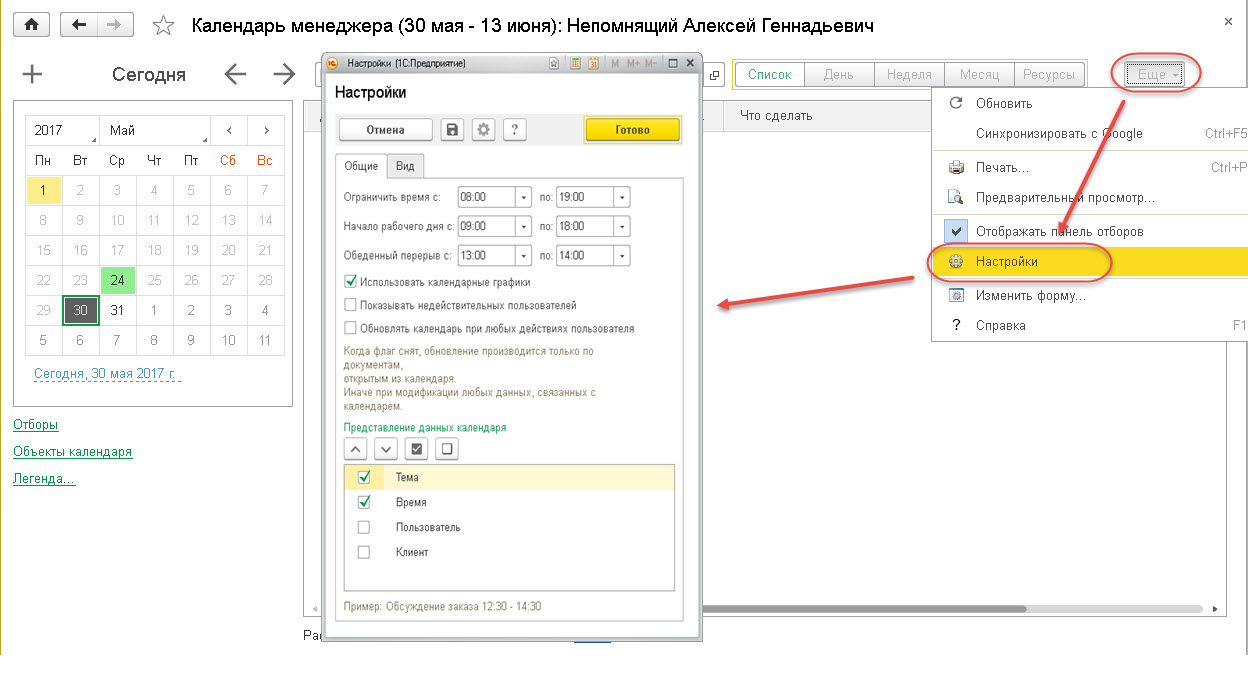 Календарь менеджера (30 мая - 13 июня): Непомнящий Алексей Геннадьевич
Сегодня
2017 Май
Пн Вт Ср Чт Пт Сб Вс
1 2 3 4 5 6 7
8 9 10 11 12 13 14
15 16 17 18 19 20 21
22 23 24 25 26 27 28
29 30 31 1 2 3 4
5 6 7 8 9 10 11
Сегодня, 30 мая 2017 г.
Отборы
Объекты календаря
Легенда...
Настройки (1С:Предприятие)
M M+ M-
Настройки
Отмена ? Готово
Общие Вид
Ограничить время с: 08:00 по: 19:00
Начало рабочего дня с: 09:00 по: 18:00
Обеденный перерыв с: 13:00 по: 14:00
Использовать календарные графики
Показывать недействительных пользователей
Обновлять календарь при любых действиях пользователя
Когда флаг снят, обновление производится только по
документам,
открытым из календаря.
Иначе при модификации любых данных, связанных с
календарем.
Представление данных календаря
Тема
Время
Пользователь
Клиент
Пример: Обсуждение заказа 12:30 - 14:30
Список День Неделя Месяц Ресурсы Еще
Что сделать
Обновить
Синхронизировать с Google Ctrl+F5
Печать... Ctrl+P
Предварительный просмотр...
Отображать панель отборов
Настройки
Изменить форму...
? Справка F1